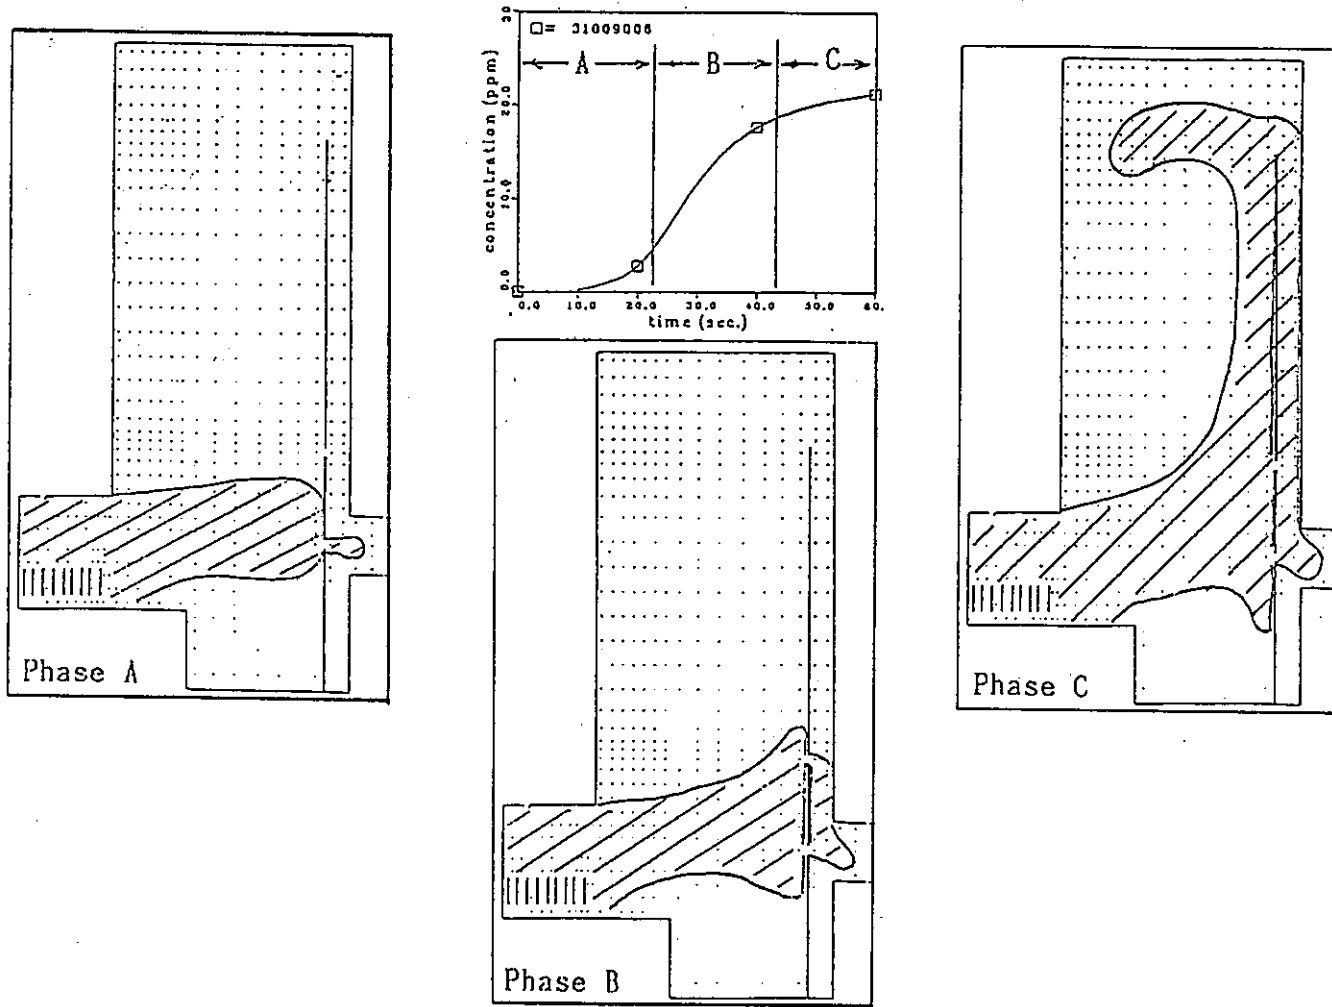 30
□= 31009006
A B C
concentration (ppm)
20.0
10.0
0.0
0.0 10.0 20.0 30.0 40.0 50.0 60.
time (sec.)
Phase A
Phase B
Phase C